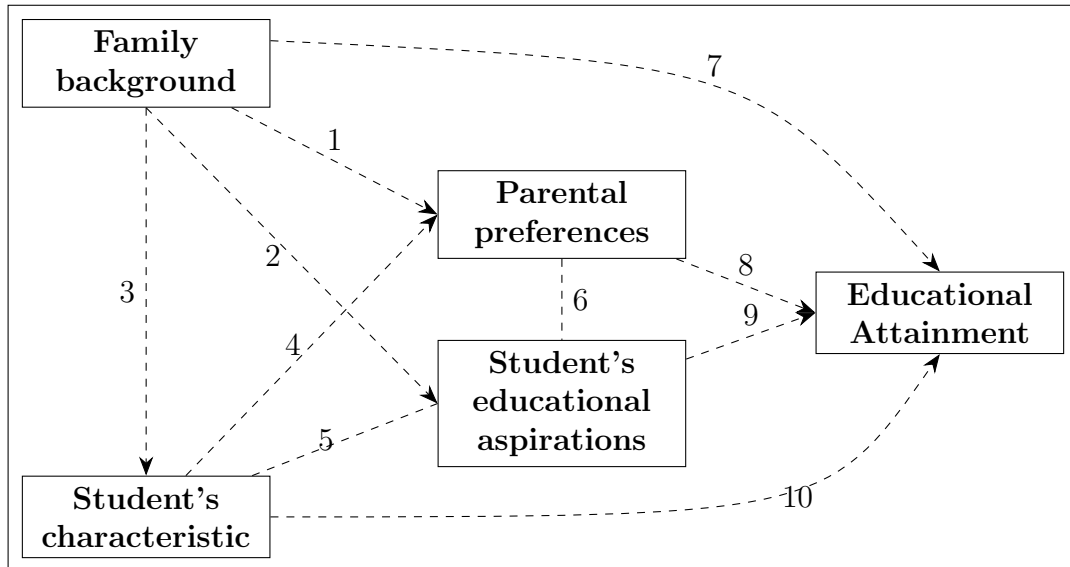 Family
background
7
1
Parental
preferences
2
8
3
6
Educational
Attainment
9
4
Student's
educational
aspirations
5
Student's
characteristic
10